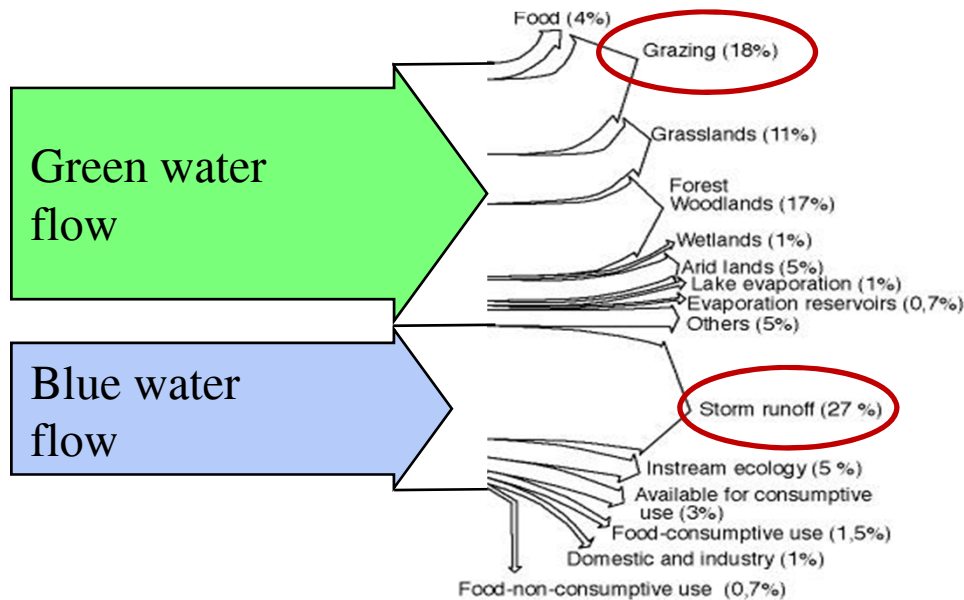 Food (4%)
Grazing (18%)
Green water
flow
Grasslands (11%)
Forest
Woodlands (17%)
Wetlands (1%)
Arid lands (5%)
Lake evaporation (1%)
Evaporation reservoirs (0,7%)
Others (5%)
Blue water
flow
Storm runoff (27 %)
Instream ecology (5 %)
Available for consumptive
use (3%)
Food-consumptive use (1,5%)
Domestic and industry (1%)
Food-non-consumptive use (0,7%)